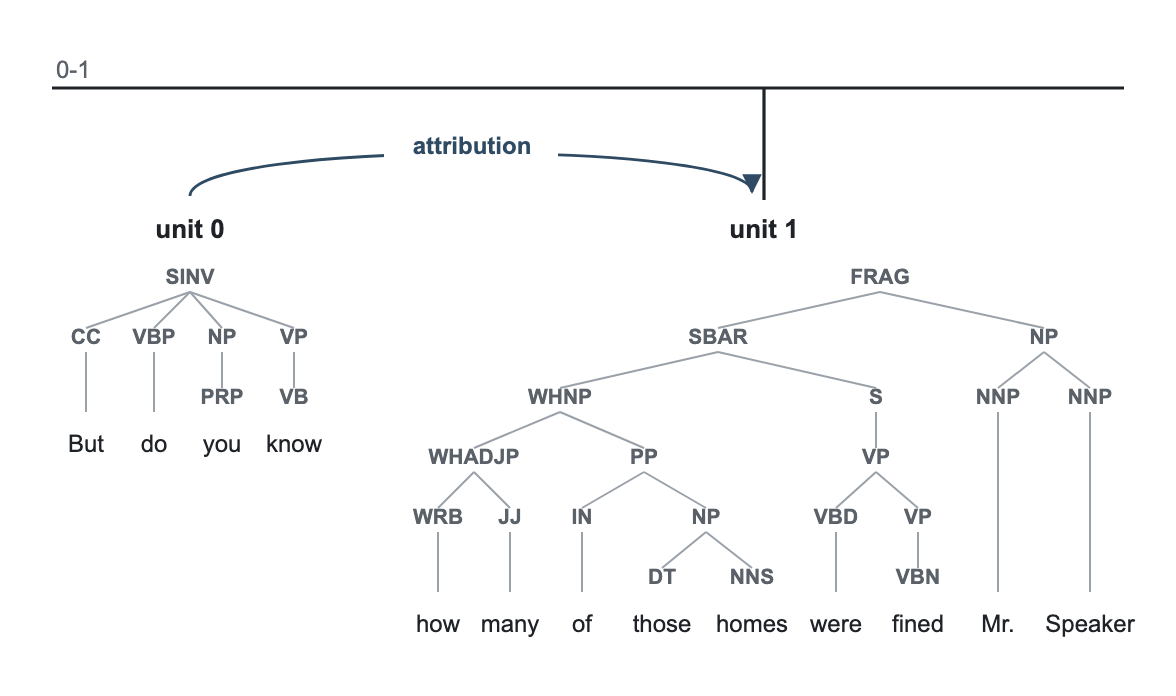 0-1
attribution
unit 0 unit 1
SINV FRAG
CC VBP NP VP SBAR NP
PRP VB WHNP S NNP NNP
But do you know WHADJP PP VP
WRB JJ IN NP VBD VP
DT NNS VBN
how many of those homes were fined Mr. Speaker